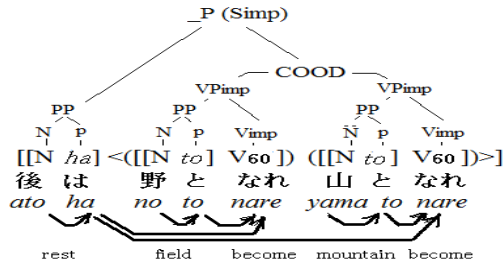 _P (Simp)
COOD
VPimp VPimp
PP PP PP
N p N p Vimp N p Vimp
[[N ha] <([[N to] V60]) ([[N to] V60])>]
後 は 野 と なれ 山 と なれ
ato ha no to nare yama to nare
rest field become mountain become